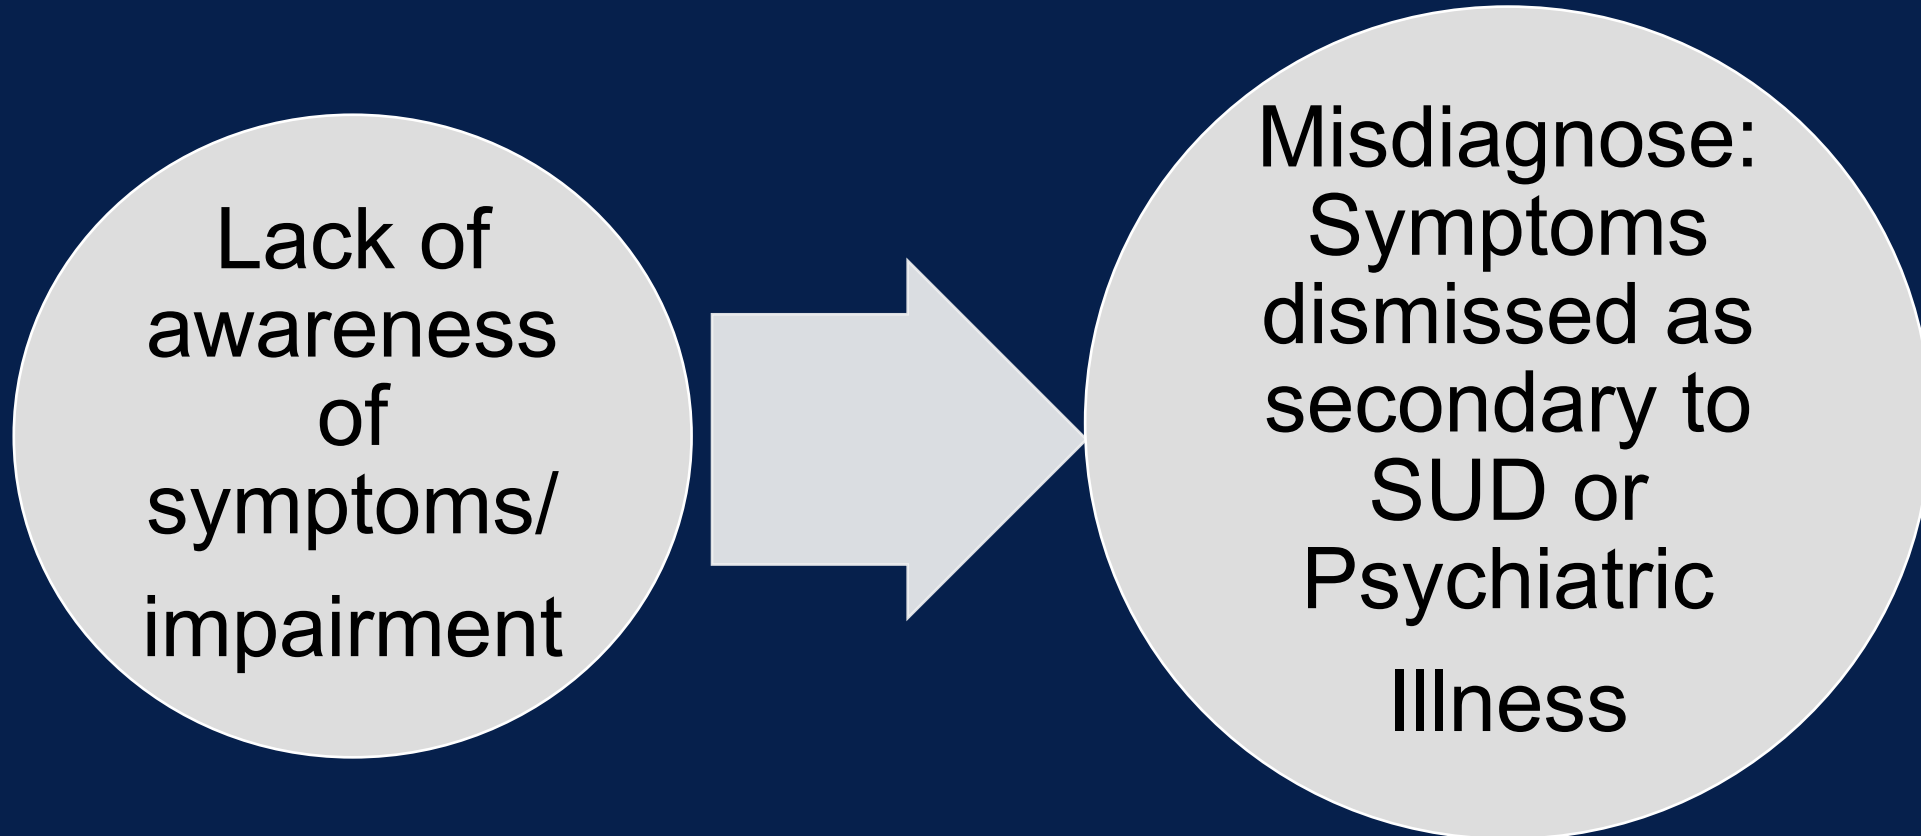 Lack of
awareness
of
symptoms/
impairment
Misdiagnose:
Symptoms
dismissed as
secondary to
SUD or
Psychiatric
Illness